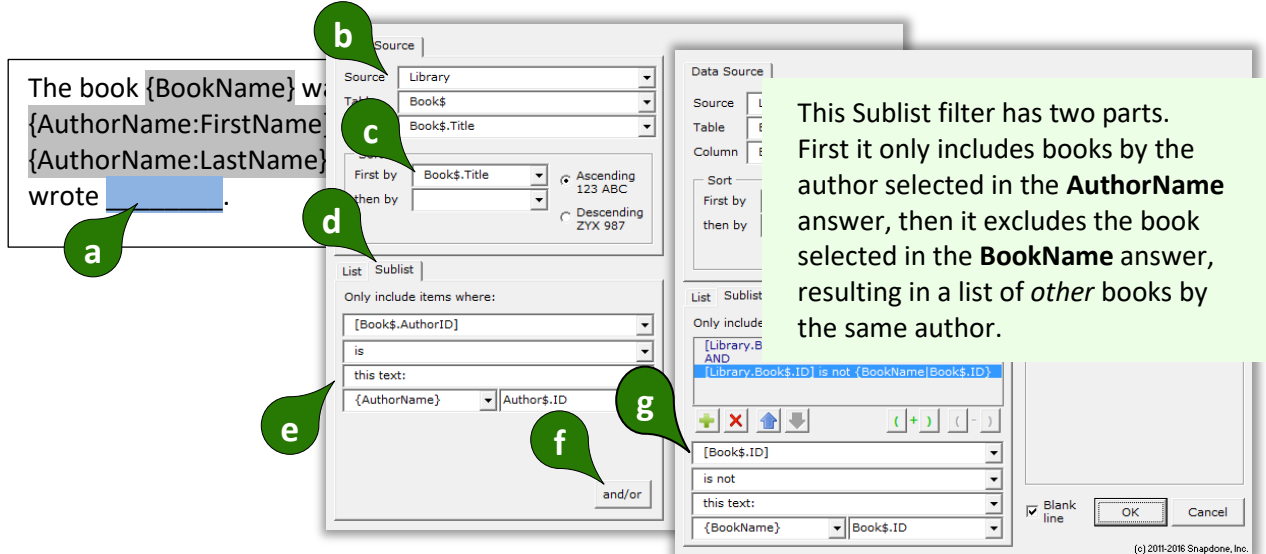 The book {BookName} wa
{AuthorName:FirstName}
{AuthorName:LastName}
wrote ________.
a
b
Source
Source Library
Book$
c
Book$.Title
First by Book$.Title
then by
Ascending
123 ABC
Descending
ZYX 987
d
List Sublist
Only include items where:
[Book$.AuthorID]
is
this text:
{AuthorName} Author$.ID
e
f
and/or
Data Source
Source
Table
Column
Sort
First by
then by
This Sublist filter has two parts.
First it only includes books by the
author selected in the AuthorName
answer, then it excludes the book
selected in the BookName answer,
resulting in a list of other books by
the same author.
List Sublist
Only include
[Library.B
AND
[Library.Book$.ID] is not {BookName|Book$.ID}
g
( + ) ( - )
[Book$.ID]
is not
this text:
{BookName} Book$.ID
Blank
line
OK Cancel
(c) 2011-2016 Snapdone, Inc.